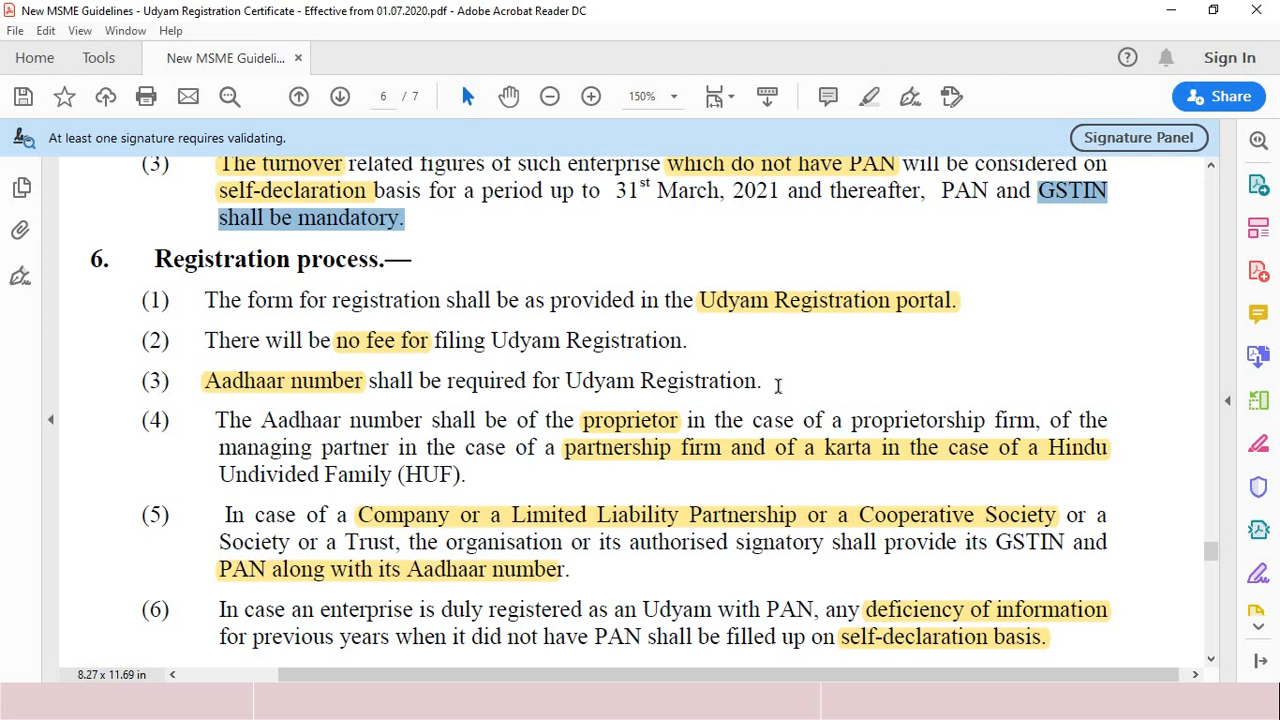 New MSME Guidelines - Udyam Registration Certificate - Effective from 01.07.2020.pdf - Adobe Acrobat Reader DC
File Edit View Window Help
Home Tools New MSME Guideli... × Sign In
6 / 7 150% Share
At least one signature requires validating. Signature Panel
(3) The turnover related figures of such enterprise which do not have PAN will be considered on
self-declaration basis for a period up to 31st March, 2021 and thereafter, PAN and GSTIN
shall be mandatory.
6. Registration process.—
(1) The form for registration shall be as provided in the Udyam Registration portal.
(2) There will be no fee for filing Udyam Registration.
(3) Aadhaar number shall be required for Udyam Registration.
(4) The Aadhaar number shall be of the proprietor in the case of a proprietorship firm, of the
managing partner in the case of a partnership firm and of a karta in the case of a Hindu
Undivided Family (HUF).
(5) In case of a Company or a Limited Liability Partnership or a Cooperative Society or a
Society or a Trust, the organisation or its authorised signatory shall provide its GSTIN and
PAN along with its Aadhaar number.
(6) In case an enterprise is duly registered as an Udyam with PAN, any deficiency of information
for previous years when it did not have PAN shall be filled up on self-declaration basis.
8.27 x 11.69 in